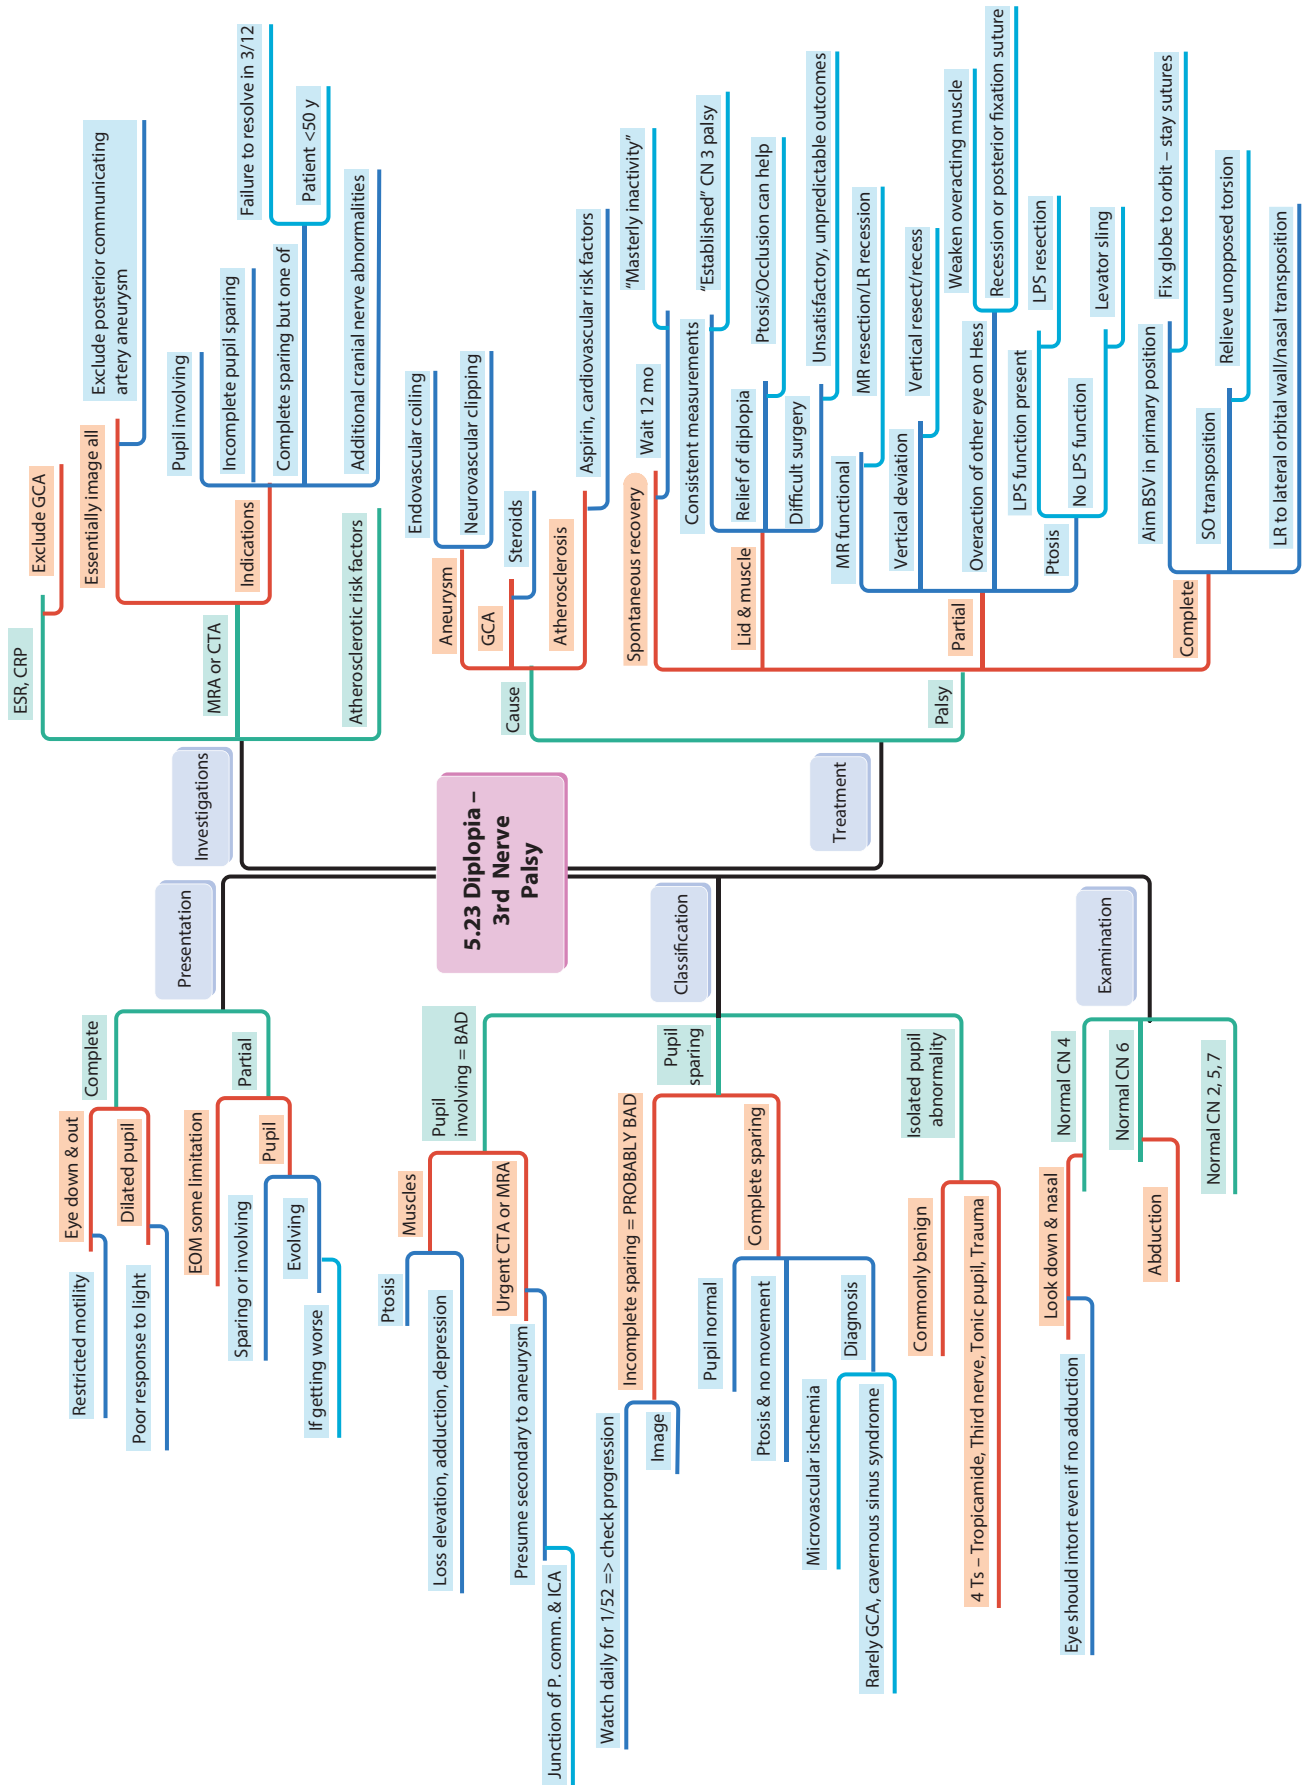 5.23 Diplopia –
3rd Nerve
Palsy
Presentation
Complete
Eye down & out
Restricted motility
Dilated pupil
Poor response to light
Partial
EOM some limitation
Pupil
Sparing or involving
Evolving
If getting worse
Classification
Pupil
involving = BAD
Muscles
Ptosis
Loss elevation, adduction, depression
Urgent CTA or MRA
Presume secondary to aneurysm
Junction of P. comm. & ICA
Pupil
sparing
Incomplete sparing = PROBABLY BAD
Watch daily for 1/52 => check progression
Image
Complete sparing
Pupil normal
Ptosis & no movement
Diagnosis
Microvascular ischemia
Rarely GCA, cavernous sinus syndrome
Isolated pupil
abnormality
Commonly benign
4 Ts – Tropicamide, Third nerve, Tonic pupil, Trauma
Examination
Normal CN 4
Look down & nasal
Eye should intort even if no adduction
Normal CN 6
Abduction
Normal CN 2, 5, 7
Investigations
ESR, CRP
Exclude GCA
MRA or CTA
Essentially image all
Exclude posterior communicating
artery aneurysm
Indications
Pupil involving
Incomplete pupil sparing
Complete sparing but one of
Failure to resolve in 3/12
Patient <50 y
Additional cranial nerve abnormalities
Atherosclerotic risk factors
Treatment
Cause
Aneurysm
Endovascular coiling
Neurovascular clipping
GCA
Steroids
Atherosclerosis
Aspirin, cardiovascular risk factors
Palsy
Spontaneous recovery
Wait 12 mo
“Masterly inactivity”
Lid & muscle
Consistent measurements
“Established” CN 3 palsy
Relief of diplopia
Ptosis/Occlusion can help
Difficult surgery
Unsatisfactory, unpredictable outcomes
Partial
MR functional
MR resection/LR recession
Vertical deviation
Vertical resect/recess
Overaction of other eye on Hess
Weaken overacting muscle
Recession or posterior fixation suture
Ptosis
LPS function present
LPS resection
No LPS function
Levator sling
Complete
Aim BSV in primary position
Fix globe to orbit – stay sutures
SO transposition
Relieve unopposed torsion
LR to lateral orbital wall/nasal transposition